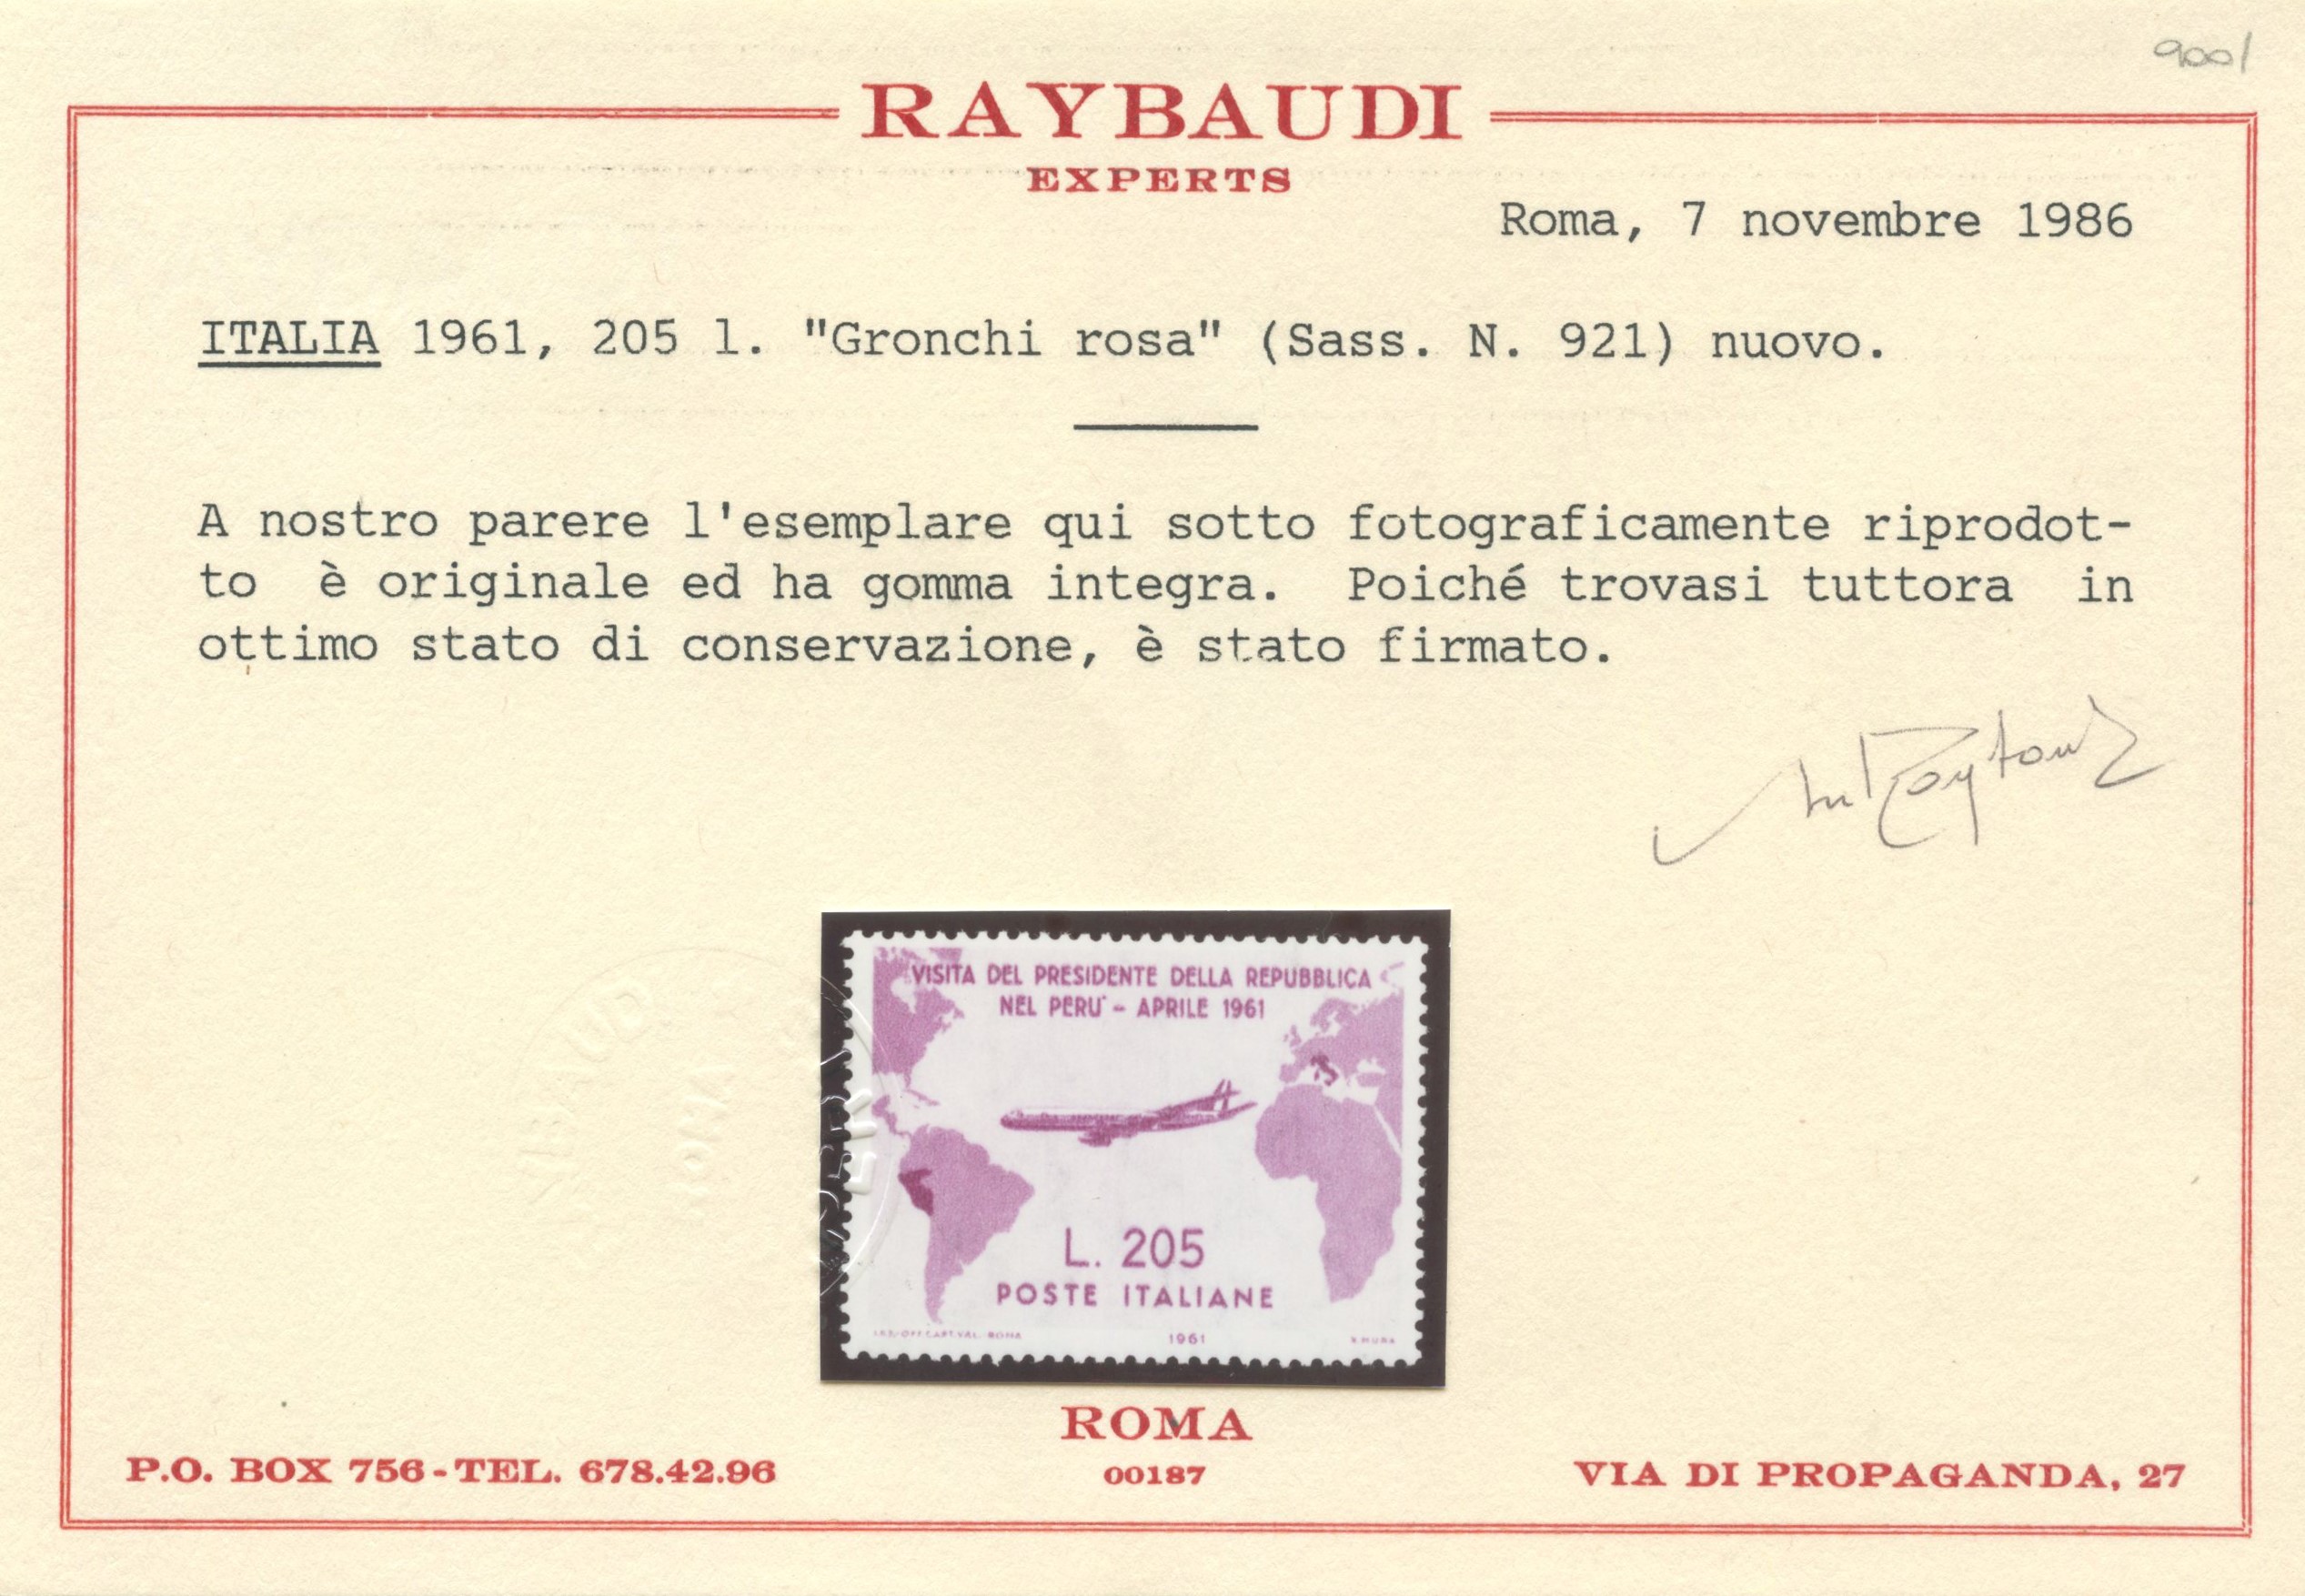 9001
RAYBAUDI
EXPERTS
Roma, 7 novembre 1986
ITALIA 1961, 205 l. "Gronchi rosa" (Sass. N. 921) nuovo.
A nostro parere l'esemplare qui sotto fotograficamente riprodot-
to è originale ed ha gomma integra. Poiché trovasi tuttora in
ottimo stato di conservazione, è stato firmato.
VISITA DEL PRESIDENTE DELLA REPUBBLICA
NEL PERU' - APRILE 1961
L. 205
POSTE ITALIANE
1961
ROMA
P.O. BOX 756 - TEL. 678.42.96
00187
VIA DI PROPAGANDA, 27